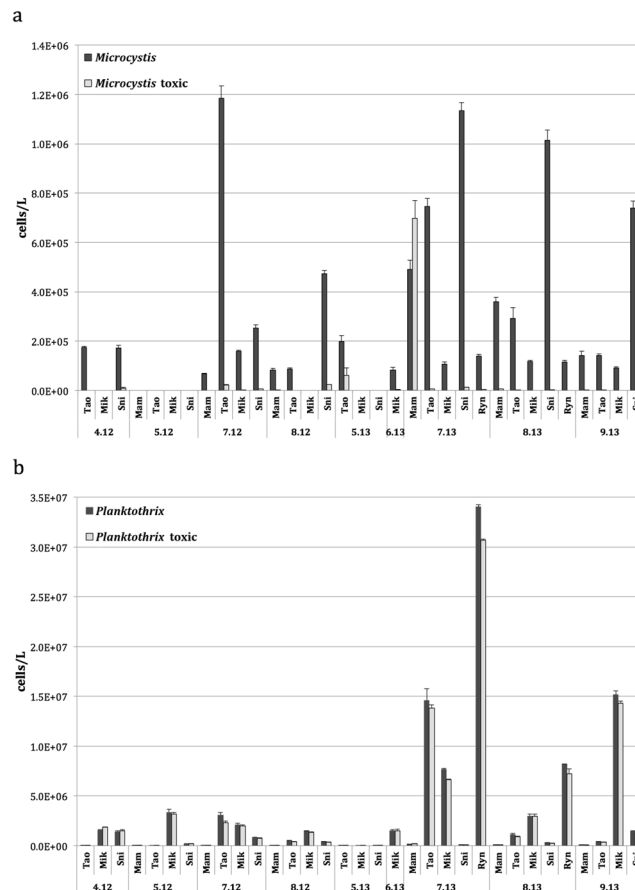 a
1.4E+06
1.2E+06
1.0E+06
8.0E+05
6.0E+05
4.0E+05
2.0E+05
0.0E+00
cells/L
Microcystis
Microcystis toxic
Tao Mik Sni Mam Tao Mik Sni Mam Tao Mik Sni Mam Tao Mik Sni Tao Mik Sni Mik Mam Tao Mik Sni Ryn Mam Tao Mik Sni Ryn Mam Tao Mik Sni
4.12 5.12 7.12 8.12 5.13 6.13 7.13 8.13 9.13
b
3.5E+07
3.0E+07
2.5E+07
2.0E+07
1.5E+07
1.0E+07
5.0E+06
0.0E+00
cells/L
Planktothrix
Planktothrix toxic
Tao Mik Sni Mam Tao Mik Sni Mam Tao Mik Sni Mam Tao Mik Sni Tao Mik Sni Mik Mam Tao Mik Sni Ryn Mam Tao Mik Sni Ryn Mam Tao Mik Sni
4.12 5.12 7.12 8.12 5.13 6.13 7.13 8.13 9.13